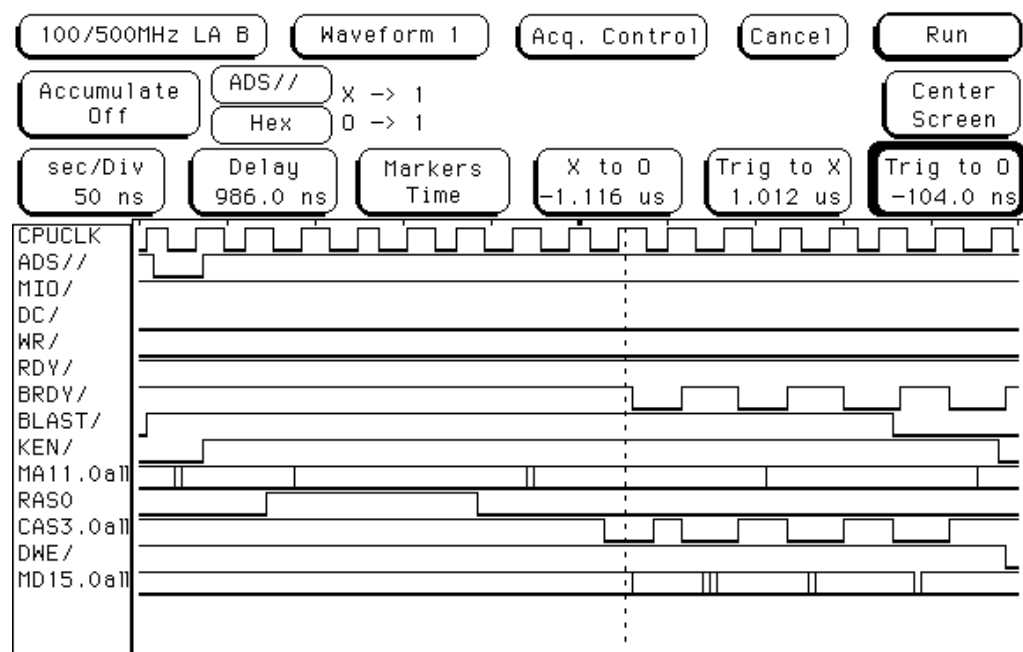 100/500MHz LA B Waveform 1 Acq. Control Cancel Run
Accumulate Off
ADS// X -> 1
Hex O -> 1
Center Screen
sec/Div 50 ns
Delay 986.0 ns
Markers Time
X to O -1.116 us
Trig to X 1.012 us
Trig to O -104.0 ns
CPUCLK
ADS//
MIO/
DC/
WR/
RDY/
BRDY/
BLAST/
KEN/
MA11.0all
RASO
CAS3.0all
DWE/
MD15.0all